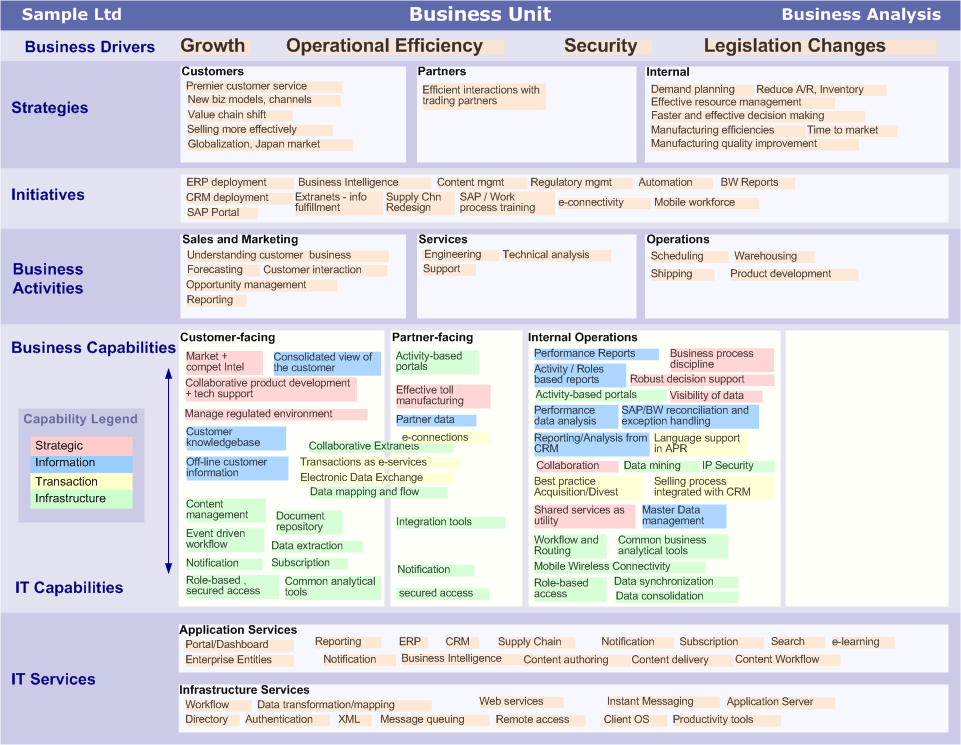 Sample Ltd
Business Unit
Business Analysis
Business Drivers
Growth
Operational Efficiency
Security
Legislation Changes
Strategies
Customers
Premier customer service
New biz models, channels
Value chain shift
Selling more effectively
Globalization, Japan market
Partners
Efficient interactions with
trading partners
Internal
Demand planning
Reduce A/R, Inventory
Effective resource management
Faster and effective decision making
Manufacturing efficiencies
Time to market
Manufacturing quality improvement
Initiatives
ERP deployment
Business Intelligence
Content mgmt
Regulatory mgmt
Automation
BW Reports
CRM deployment
Extranets - info
fulfillment
Supply Chn
Redesign
SAP / Work
process training
e-connectivity
Mobile workforce
SAP Portal
Business
Activities
Sales and Marketing
Understanding customer business
Forecasting
Customer interaction
Opportunity management
Reporting
Services
Engineering
Technical analysis
Support
Operations
Scheduling
Warehousing
Shipping
Product development
Business Capabilities
Capability Legend
Strategic
Information
Transaction
Infrastructure
IT Capabilities
Customer-facing
Market +
compet Intel
Consolidated view of
the customer
Collaborative product development
+ tech support
Manage regulated environment
Customer
knowledgebase
Off-line customer
information
Collaborative Extranets
Transactions as e-services
Electronic Data Exchange
Data mapping and flow
Content
management
Document
repository
Event driven
workflow
Data extraction
Notification
Subscription
Role-based ,
secured access
Common analytical
tools
Partner-facing
Activity-based
portals
Effective toll
manufacturing
Partner data
e-connections
Integration tools
Notification
secured access
Internal Operations
Performance Reports
Business process
discipline
Activity / Roles
based reports
Robust decision support
Activity-based portals
Visibility of data
Performance
data analysis
SAP/BW reconciliation and
exception handling
Reporting/Analysis from
CRM
Language support
in APR
Collaboration
Data mining
IP Security
Best practice
Acquisition/Divest
Selling process
integrated with CRM
Shared services as
utility
Master Data
management
Workflow and
Routing
Common business
analytical tools
Mobile Wireless Connectivity
Role-based
access
Data synchronization
Data consolidation
IT Services
Application Services
Portal/Dashboard
Reporting
ERP
CRM
Supply Chain
Notification
Subscription
Search
e-learning
Enterprise Entities
Notification
Business Intelligence
Content authoring
Content delivery
Content Workflow
Infrastructure Services
Workflow
Data transformation/mapping
Web services
Instant Messaging
Application Server
Directory
Authentication
XML
Message queuing
Remote access
Client OS
Productivity tools